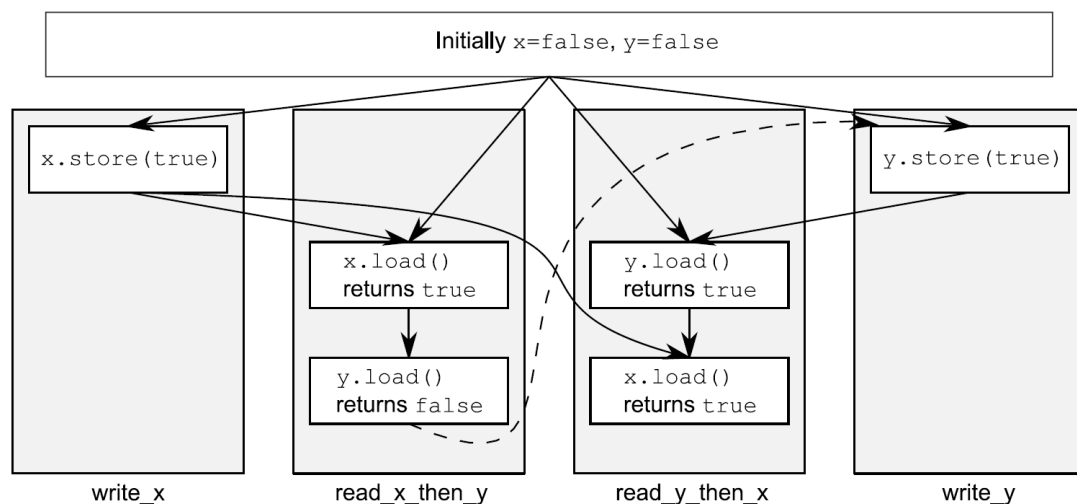 Initially x=false, y=false
x.store(true)
y.store(true)
x.load()
returns true
y.load()
returns true
y.load()
returns false
x.load()
returns true
write_x
read_x_then_y
read_y_then_x
write_y